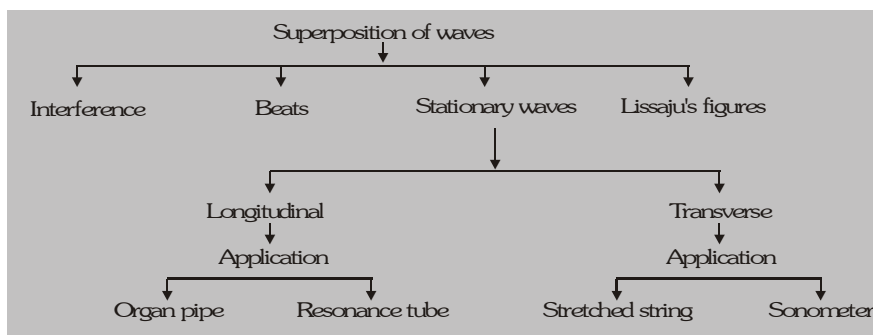 Superposition of waves
Interference Beats Stationary waves Lissaju's figures
Longitudinal Transverse
Application Application
Organ pipe Resonance tube Stretched string Sonometer